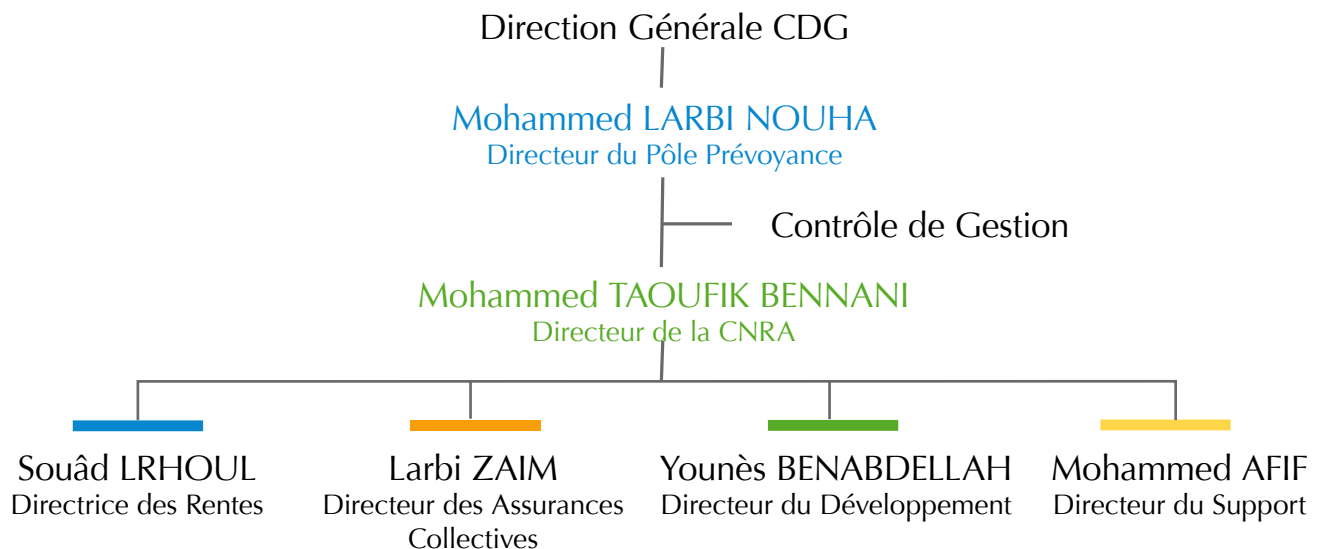 Direction Générale CDG
Mohammed LARBI NOUHA
Directeur du Pôle Prévoyance
Contrôle de Gestion
Mohammed TAOUFIK BENNANI
Directeur de la CNRA
Souâd LRHOUL
Directrice des Rentes
Larbi ZAIM
Directeur des Assurances
Collectives
Younès BENABDELLAH
Directeur du Développement
Mohammed AFIF
Directeur du Support